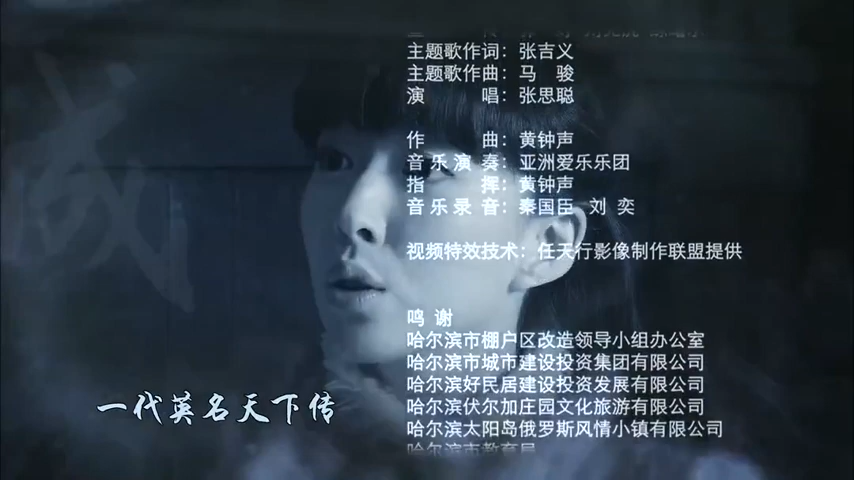 主题歌作词：张吉义
主题歌作曲：马 骏
演 唱：张思聪
作 曲：黄钟声
音乐演奏：亚洲爱乐乐团
指 挥：黄钟声
音乐录音：秦国臣 刘 奕
视频特效技术：任天行影像制作联盟提供
鸣 谢
哈尔滨市棚户区改造领导小组办公室
哈尔滨市城市建设投资集团有限公司
哈尔滨好民居建设投资发展有限公司
哈尔滨伏尔加庄园文化旅游有限公司
哈尔滨太阳岛俄罗斯风情小镇有限公司
哈尔滨市教育局
一代英名天下传